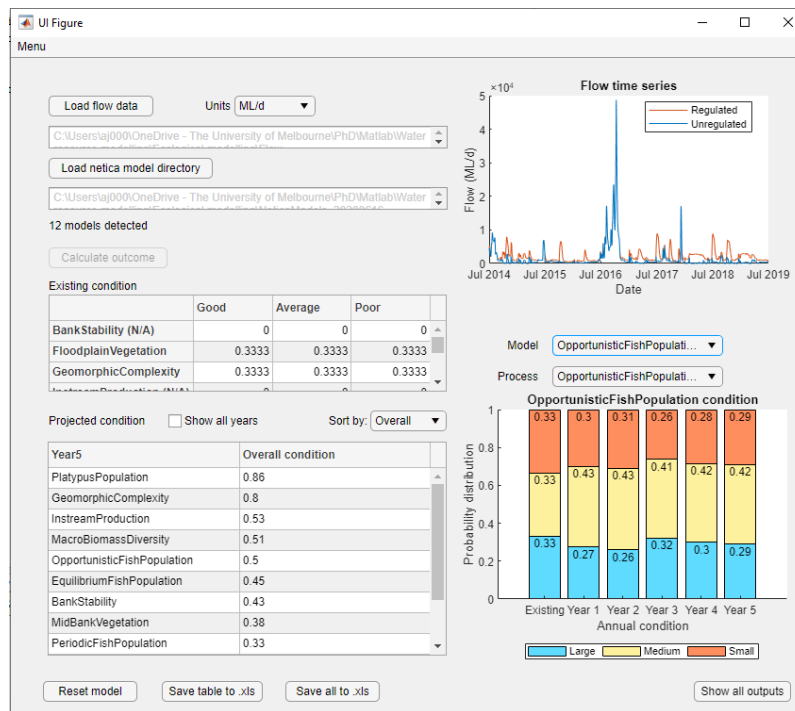 UI Figure
Menu
Load flow data
Units ML/d
C:\Users\aj000\OneDrive - The University of Melbourne\PhD\Matlab\Water
Load netica model directory
C:\Users\aj000\OneDrive - The University of Melbourne\PhD\Matlab\Water
12 models detected
Calculate outcome
Existing condition
Good Average Poor
BankStability (N/A) 0 0 0
FloodplainVegetation 0.3333 0.3333 0.3333
GeomorphicComplexity 0.3333 0.3333 0.3333
Projected condition Show all years Sort by: Overall
Year5 Overall condition
PlatypusPopulation 0.86
GeomorphicComplexity 0.8
InstreamProduction 0.53
MacroBiomassDiversity 0.51
OpportunisticFishPopulation 0.5
EquilibriumFishPopulation 0.45
BankStability 0.43
MidBankVegetation 0.38
PeriodicFishPopulation 0.33
Reset model
Save table to .xls
Save all to .xls
Flow time series
×10⁴
Regulated
Unregulated
Flow (ML/d)
5
4
3
2
1
0
Jul 2014 Jul 2015 Jul 2016 Jul 2017 Jul 2018 Jul 2019
Date
Model OpportunisticFishPopulati...
Process OpportunisticFishPopulati...
OpportunisticFishPopulation condition
Probability distribution
1
0.8
0.6
0.4
0.2
0
0.33 0.3 0.31 0.26 0.28 0.29
0.33 0.43 0.43 0.41 0.42 0.42
0.33 0.27 0.26 0.32 0.3 0.29
Existing Year 1 Year 2 Year 3 Year 4 Year 5
Annual condition
Large Medium Small
Show all outputs